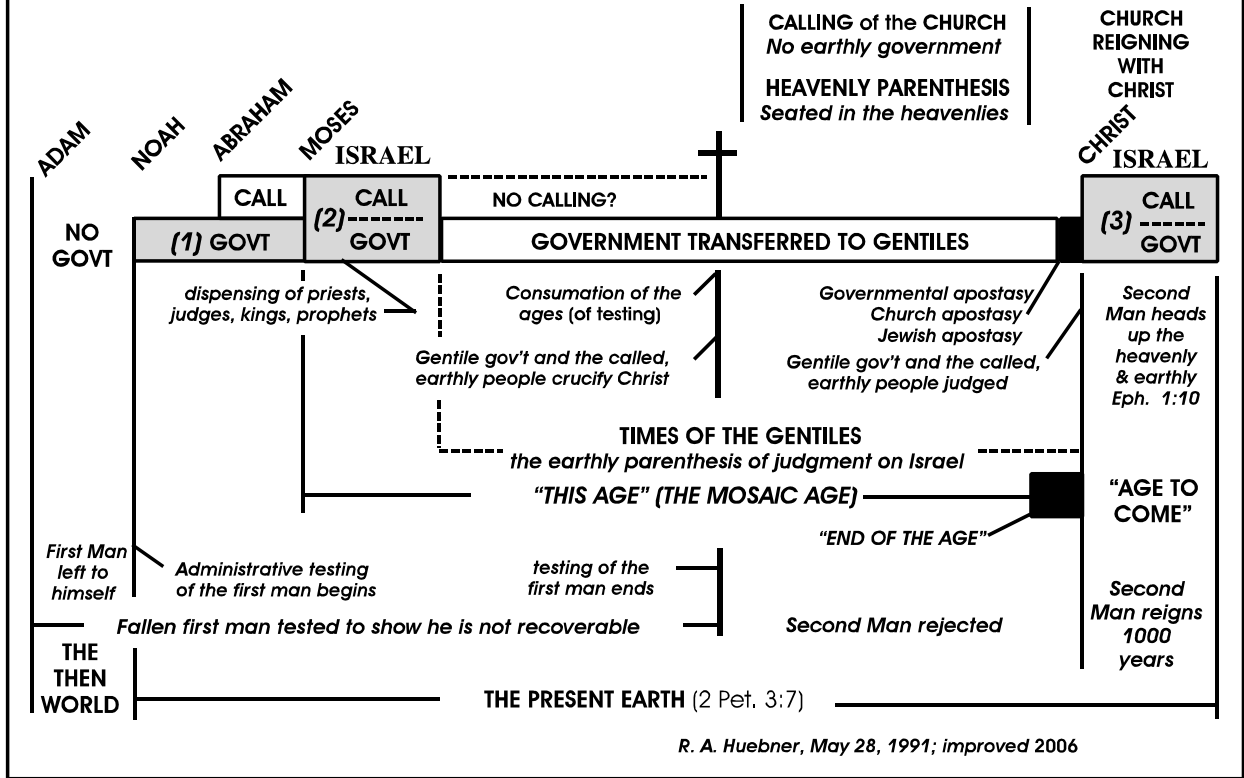 CALLING of the CHURCH
No earthly government
HEAVENLY PARENTHESIS
Seated in the heavenlies
CHURCH
REIGNING
WITH
CHRIST
ADAM
NOAH
ABRAHAM
MOSES
ISRAEL
CHRIST
ISRAEL
NO
GOVT
CALL
(1) GOVT
(2)
CALL
GOVT
NO CALLING?
GOVERNMENT TRANSFERRED TO GENTILES
(3)
CALL
GOVT
dispensing of priests,
judges, kings, prophets
Consumation of the
ages (of testing)
Gentile gov't and the called,
earthly people crucify Christ
Governmental apostasy
Church apostasy
Jewish apostasy
Gentile gov't and the called,
earthly people judged
Second
Man heads
up the
heavenly
& earthly
Eph. 1:10
TIMES OF THE GENTILES
the earthly parenthesis of judgment on Israel
“THIS AGE” (THE MOSAIC AGE)
“END OF THE AGE”
“AGE TO
COME”
First Man
left to
himself
Administrative testing
of the first man begins
testing of the
first man ends
Fallen first man tested to show he is not recoverable
Second Man rejected
Second
Man reigns
1000
years
THE
THEN
WORLD
THE PRESENT EARTH (2 Pet. 3:7)
R. A. Huebner, May 28, 1991; improved 2006